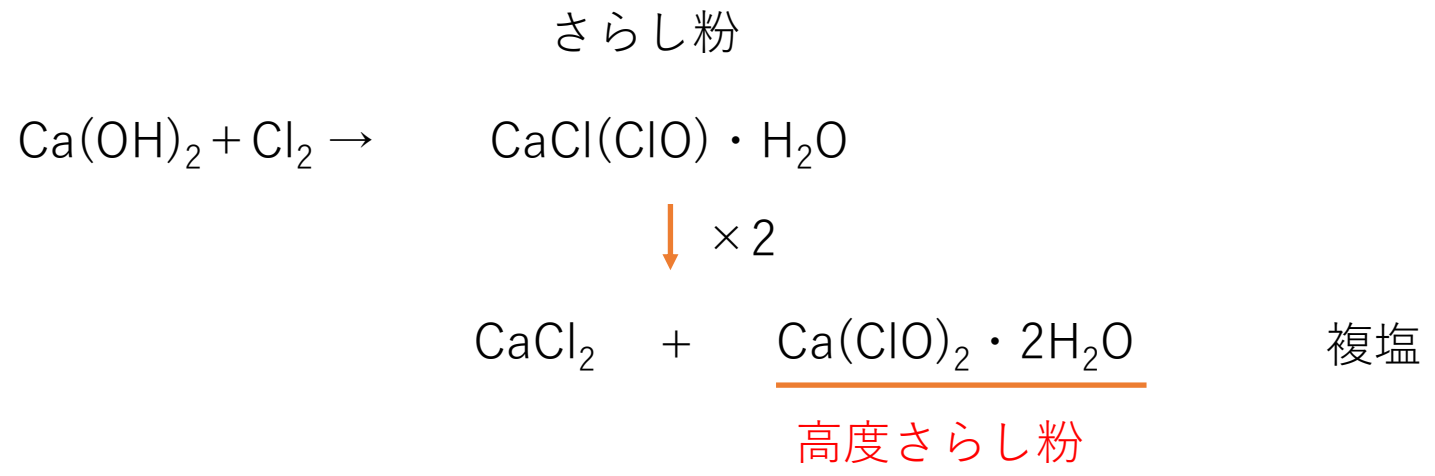 さらし粉
Ca(OH)₂+Cl₂→ CaCl(ClO)・H₂O
×2
CaCl₂ + Ca(ClO)₂・2H₂O 複塩
高度さらし粉